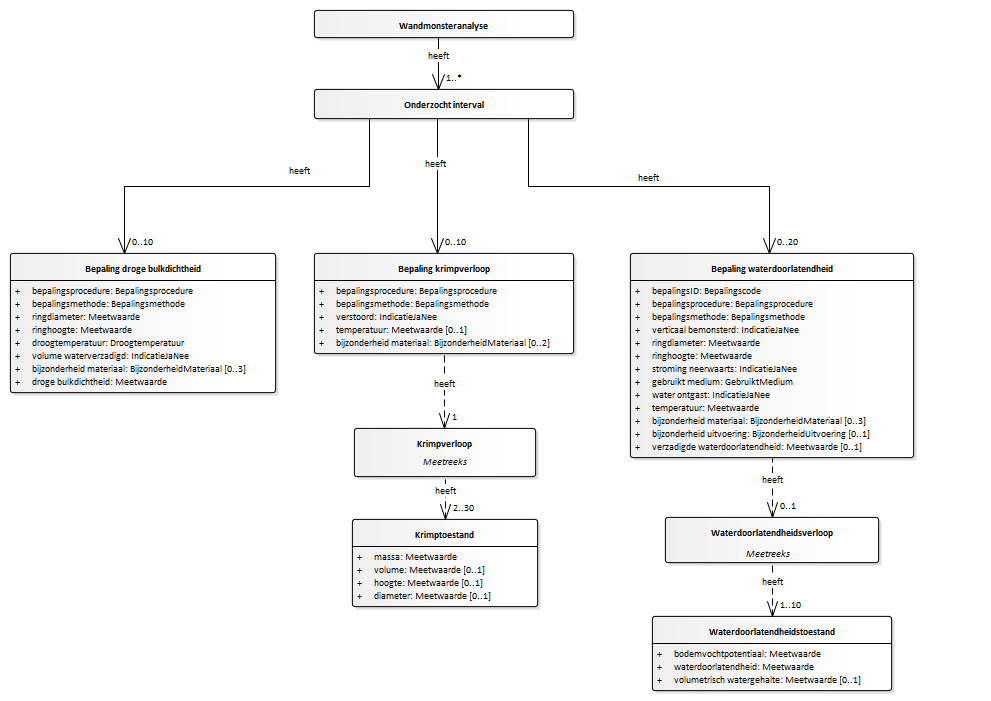 Wandmonsteranalyse
heeft
1..*
Onderzocht interval
heeft
heeft
heeft
0..10
0..10
0..20
Bepaling droge bulkdichtheid
+ bepalingsprocedure: Bepalingsprocedure
+ bepalingsmethode: Bepalingsmethode
+ ringdiameter: Meetwaarde
+ ringhoogte: Meetwaarde
+ droogtemperatuur: Droogtemperatuur
+ volume waterverzadigd: IndicatieJaNee
+ bijzonderheid materiaal: BijzonderheidMateriaal [0..3]
+ droge bulkdichtheid: Meetwaarde
Bepaling krimpverloop
+ bepalingsprocedure: Bepalingsprocedure
+ bepalingsmethode: Bepalingsmethode
+ verstoord: IndicatieJaNee
+ temperatuur: Meetwaarde [0..1]
+ bijzonderheid materiaal: BijzonderheidMateriaal [0..2]
heeft
1
Krimpverloop
Meetreeks
heeft
2..30
Krimptoestand
+ massa: Meetwaarde
+ volume: Meetwaarde [0..1]
+ hoogte: Meetwaarde [0..1]
+ diameter: Meetwaarde [0..1]
Bepaling waterdoorlatendheid
+ bepalingsID: Bepalingscode
+ bepalingsprocedure: Bepalingsprocedure
+ bepalingsmethode: Bepalingsmethode
+ verticaal bemonsterd: IndicatieJaNee
+ ringdiameter: Meetwaarde
+ ringhoogte: Meetwaarde
+ stroming neerwaarts: IndicatieJaNee
+ gebruikt medium: GebruiktMedium
+ water ontgast: IndicatieJaNee
+ temperatuur: Meetwaarde
+ bijzonderheid materiaal: BijzonderheidMateriaal [0..3]
+ bijzonderheid uitvoering: BijzonderheidUitvoering [0..1]
+ verzadigde waterdoorlatendheid: Meetwaarde [0..1]
heeft
0..1
Waterdoorlatendheidsverloop
Meetreeks
heeft
1..10
Waterdoorlatendheidstoestand
+ bodemvochtpotentiaal: Meetwaarde
+ waterdoorlatendheid: Meetwaarde
+ volumetrisch watergehalte: Meetwaarde [0..1]